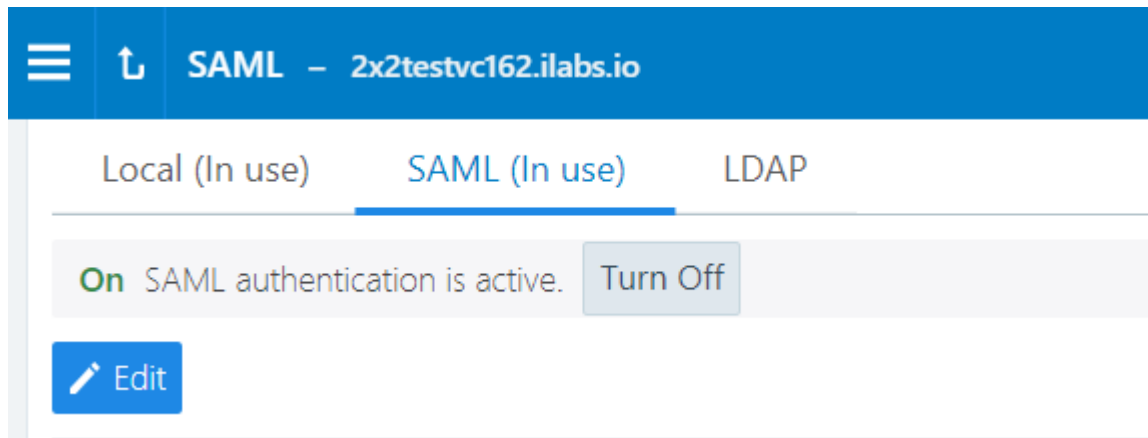 SAML – 2x2testvc162.ilabs.io
Local (In use) SAML (In use) LDAP
On SAML authentication is active. Turn Off
Edit